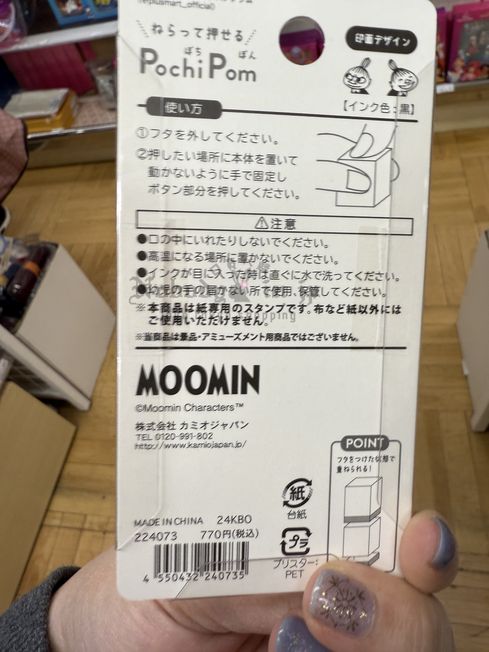 (eplusmart_official)
ねらって押せる
ぽち ぽん
PochiPom
印面デザイン
【インク色：黒】
使い方
①フタを外してください。
②押したい場所に本体を置いて
動かないように手で固定し
ボタン部分を押してください。
⚠注意
●口の中にいれたりしないでください。
●高温になる場所に置かないでください。
●インクが目に入った時は直ぐに水で洗ってください。
●幼児の手の届かない所で使用、保管してください。
※本商品は紙専用のスタンプです。布など紙以外には
ご使用いただけません。
※当商品は景品・アミューズメント用商品ではございません。
MOOMIN
©Moomin Characters™
株式会社 カミオジャパン
TEL 0120-991-802
http://www.kamiojapan.jp/
POINT
フタをつけた状態で
重ねられる!
紙
台紙
MADE IN CHINA 24KBO
224073 770円(税込)
プラ
ブリスター:
PET
4 550432 240735